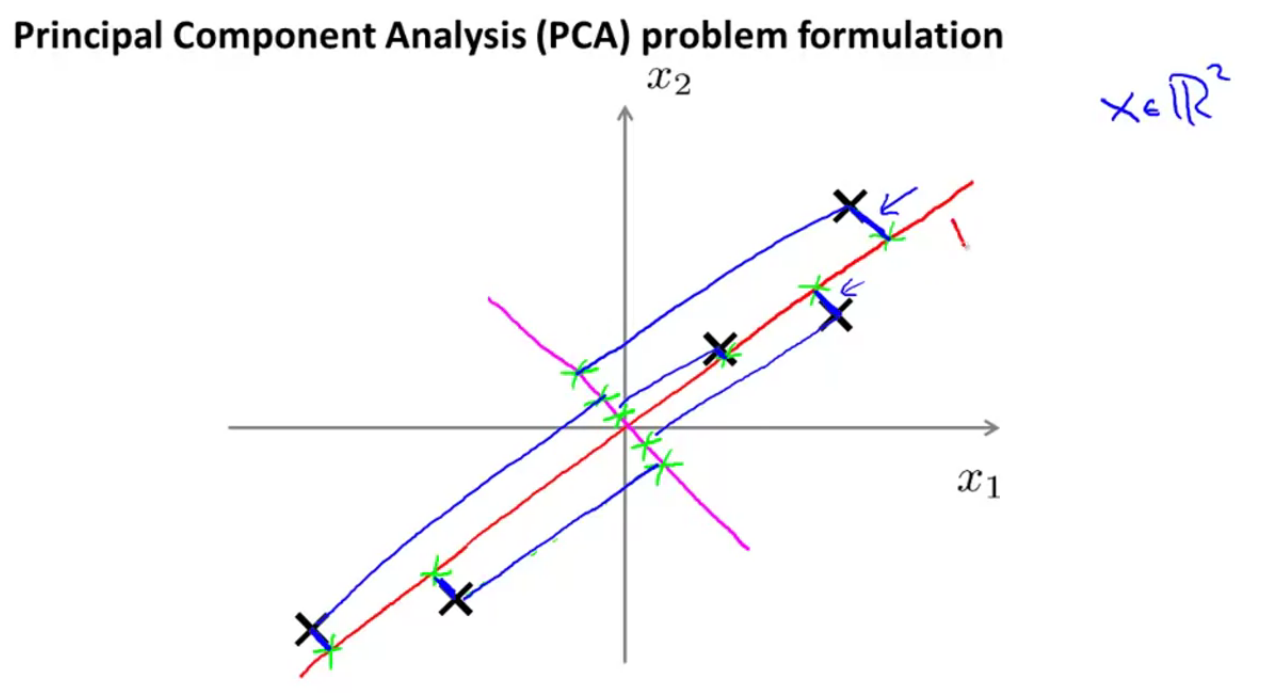 Principal Component Analysis (PCA) problem formulation
x₂
x ∈ ℝ²
x₁